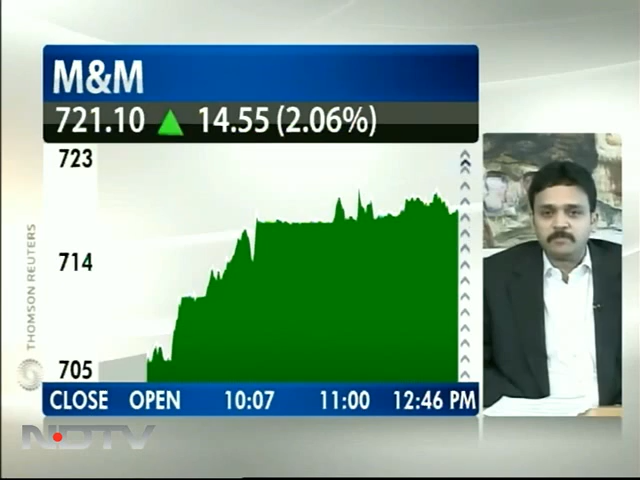 M&M
721.10 ▲ 14.55 (2.06%)
723
714
705
THOMSON REUTERS
CLOSE OPEN 10:07 11:00 12:46 PM
NDTV